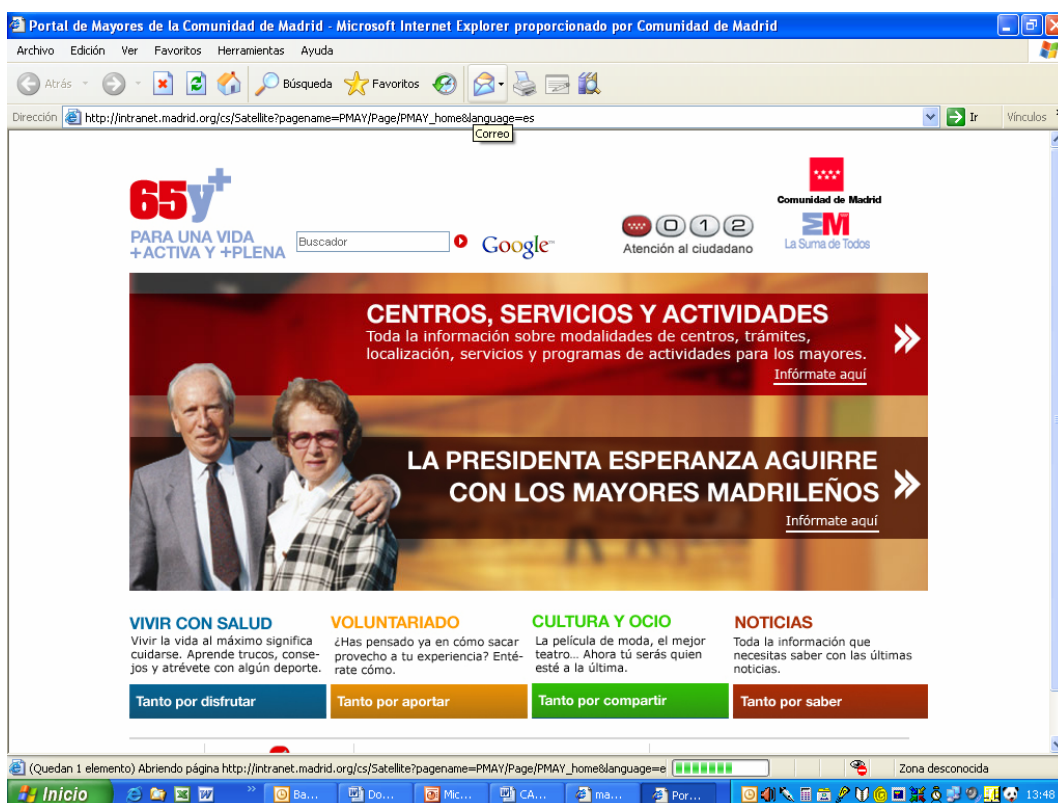 Portal de Mayores de la Comunidad de Madrid - Microsoft Internet Explorer proporcionado por Comunidad de Madrid
Archivo Edición Ver Favoritos Herramientas Ayuda
Atrás Búsqueda Favoritos
Dirección http://intranet.madrid.org/cs/Satellite?pagename=PMAY/Page/PMAY_home&language=es Ir Vínculos
Correo
65y+
PARA UNA VIDA
+ACTIVA Y +PLENA
Buscador
Google™
012
Atención al ciudadano
Comunidad de Madrid
La Suma de Todos
CENTROS, SERVICIOS Y ACTIVIDADES
Toda la información sobre modalidades de centros, trámites,
localización, servicios y programas de actividades para los mayores.
Infórmate aquí
LA PRESIDENTA ESPERANZA AGUIRRE
CON LOS MAYORES MADRILEÑOS
Infórmate aquí
VIVIR CON SALUD
Vivir la vida al máximo significa
cuidarse. Aprende trucos, conse-
jos y atrévete con algún deporte.
Tanto por disfrutar
VOLUNTARIADO
¿Has pensado ya en cómo sacar
provecho a tu experiencia? Enté-
rate cómo.
Tanto por aportar
CULTURA Y OCIO
La película de moda, el mejor
teatro... Ahora tú serás quien
esté a la última.
Tanto por compartir
NOTICIAS
Toda la información que
necesitas saber con las últimas
noticias.
Tanto por saber
(Quedan 1 elemento) Abriendo página http://intranet.madrid.org/cs/Satellite?pagename=PMAY/Page/PMAY_home&language=e Zona desconocida
Inicio Ba... Do... Mic... CA... ma... Por... 13:48